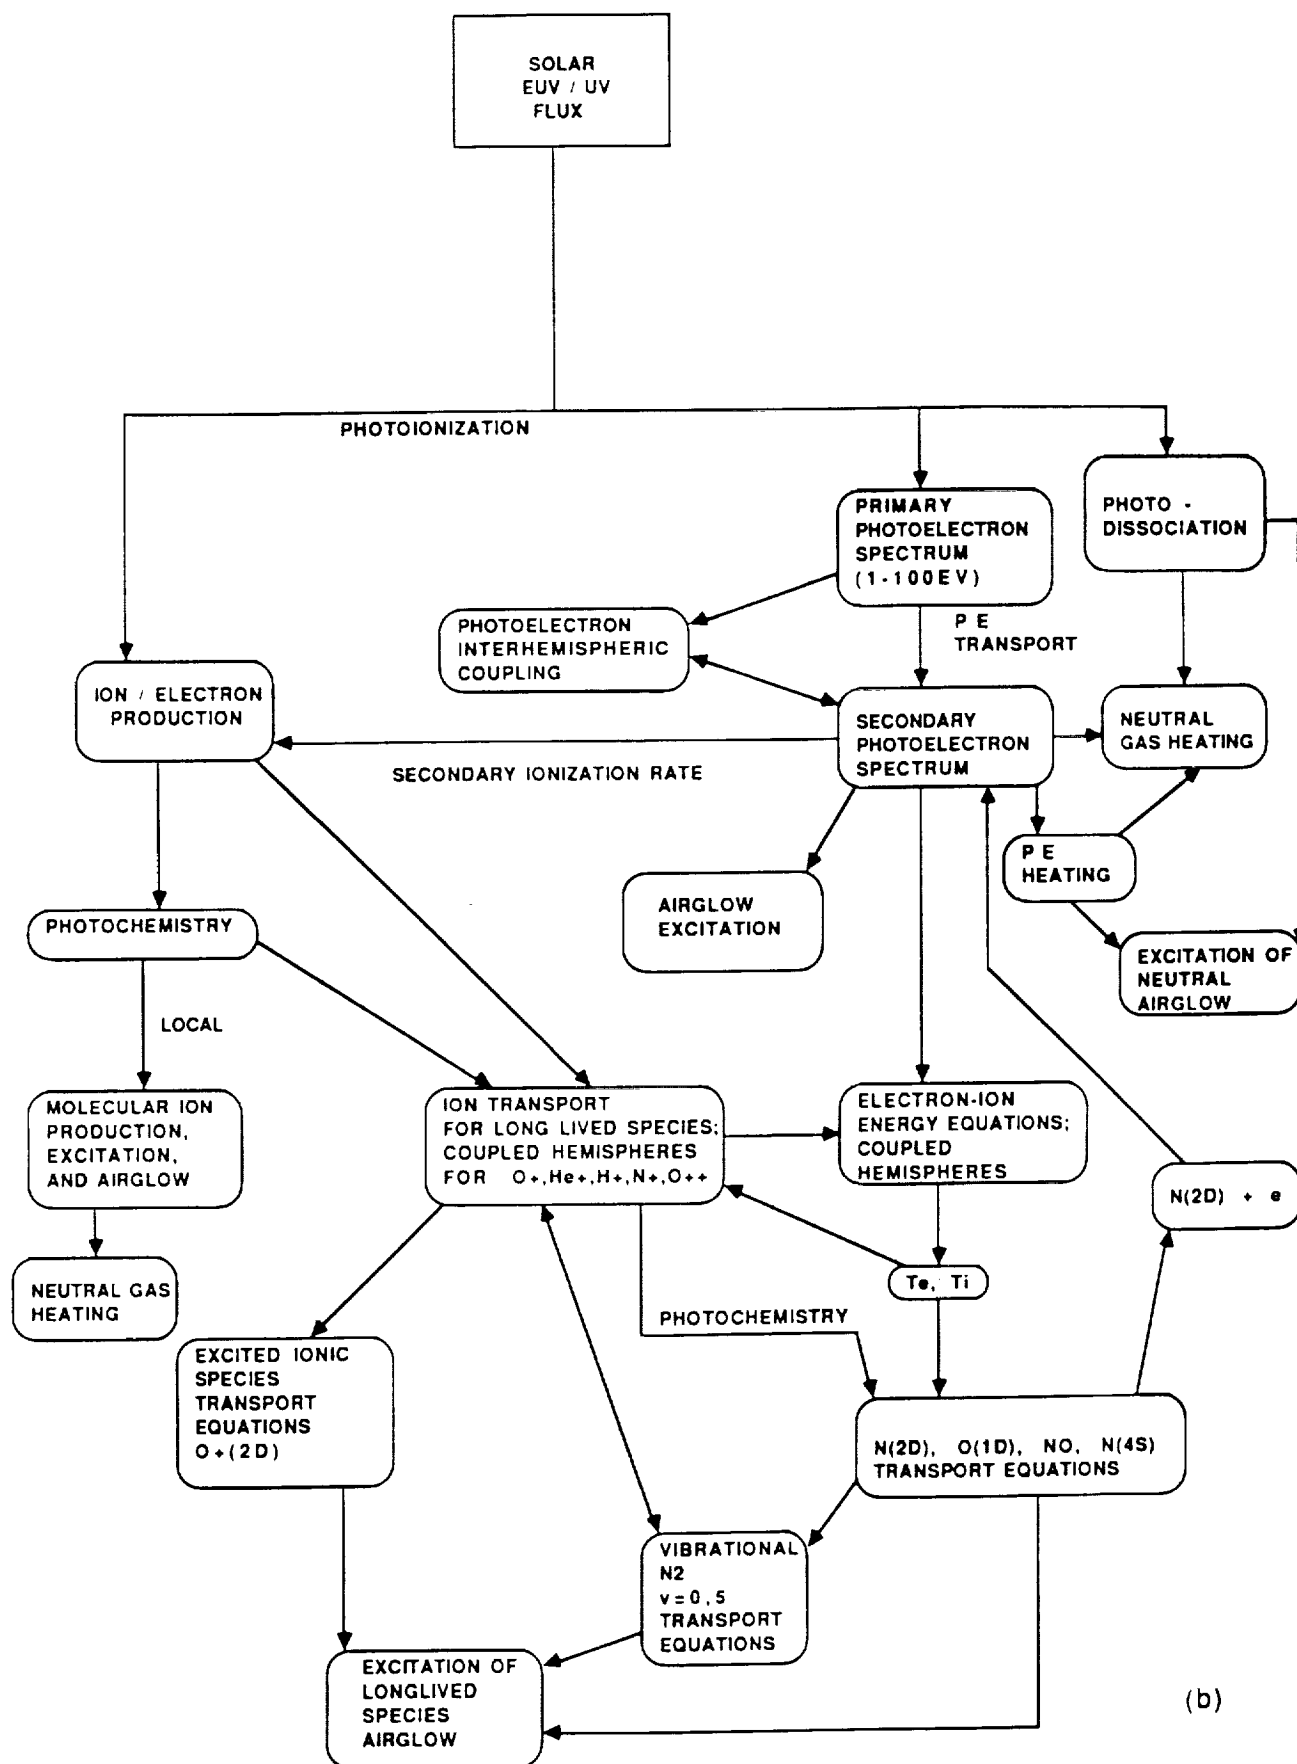 SOLAR
EUV / UV
FLUX
PHOTOIONIZATION
PRIMARY
PHOTOELECTRON
SPECTRUM
(1-100EV)
PHOTO -
DISSOCIATION
PHOTOELECTRON
INTERHEMISPHERIC
COUPLING
P E
TRANSPORT
ION / ELECTRON
PRODUCTION
SECONDARY
PHOTOELECTRON
SPECTRUM
NEUTRAL
GAS HEATING
SECONDARY IONIZATION RATE
P E
HEATING
AIRGLOW
EXCITATION
PHOTOCHEMISTRY
EXCITATION OF
NEUTRAL
AIRGLOW
LOCAL
MOLECULAR ION
PRODUCTION,
EXCITATION,
AND AIRGLOW
ION TRANSPORT
FOR LONG LIVED SPECIES;
COUPLED HEMISPHERES
FOR O+,He+,H+,N+,O++
ELECTRON-ION
ENERGY EQUATIONS;
COUPLED
HEMISPHERES
N(2D) + e
NEUTRAL GAS
HEATING
Te, Ti
PHOTOCHEMISTRY
EXCITED IONIC
SPECIES
TRANSPORT
EQUATIONS
O+(2D)
N(2D), O(1D), NO, N(4S)
TRANSPORT EQUATIONS
VIBRATIONAL
N2
v=0,5
TRANSPORT
EQUATIONS
EXCITATION OF
LONGLIVED
SPECIES
AIRGLOW
(b)